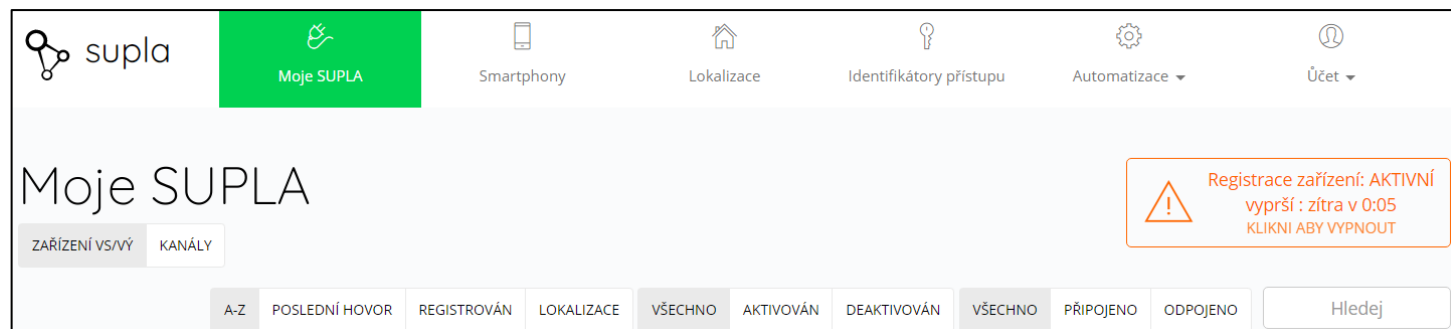 supla
Moje SUPLA
Smartphony
Lokalizace
Identifikátory přístupu
Automatizace
Účet
Moje SUPLA
Registrace zařízení: AKTIVNÍ
vyprší : zítra v 0:05
KLIKNI ABY VYPNOUT
ZAŘÍZENÍ VS/VÝ KANÁLY
A-Z POSLEDNÍ HOVOR REGISTROVÁN LOKALIZACE VŠECHNO AKTIVOVÁN DEAKTIVOVÁN VŠECHNO PŘIPOJENO ODPOJENO Hledej